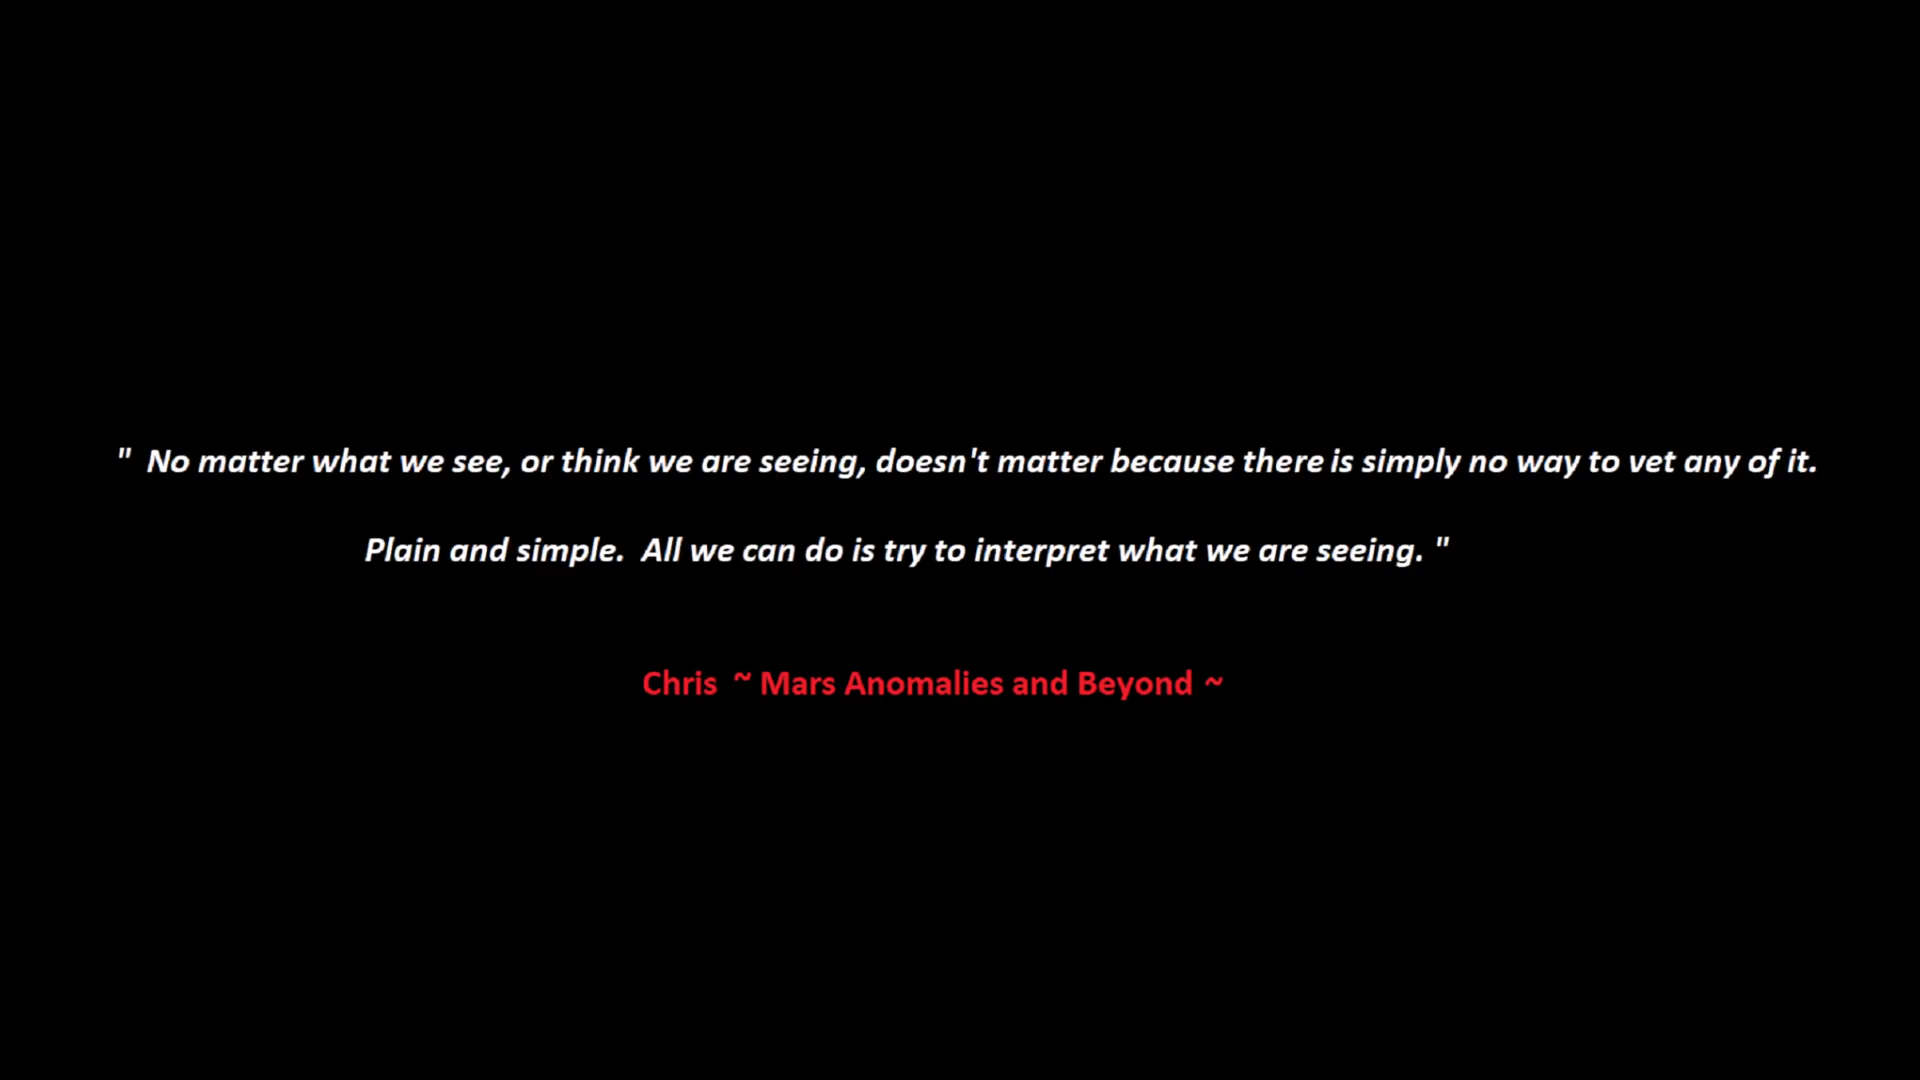 " No matter what we see, or think we are seeing, doesn't matter because there is simply no way to vet any of it.
Plain and simple. All we can do is try to interpret what we are seeing. "
Chris ~ Mars Anomalies and Beyond ~